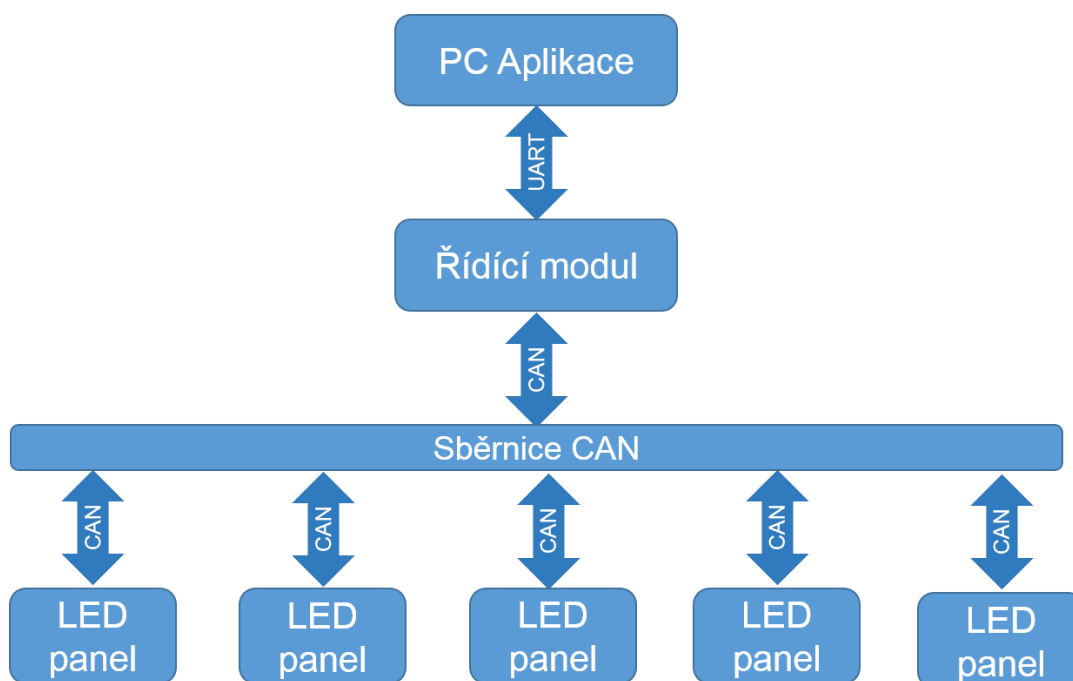 PC Aplikace
UART
Řídící modul
CAN
Sběrnice CAN
CAN
CAN
CAN
CAN
CAN
LED
panel
LED
panel
LED
panel
LED
panel
LED
panel